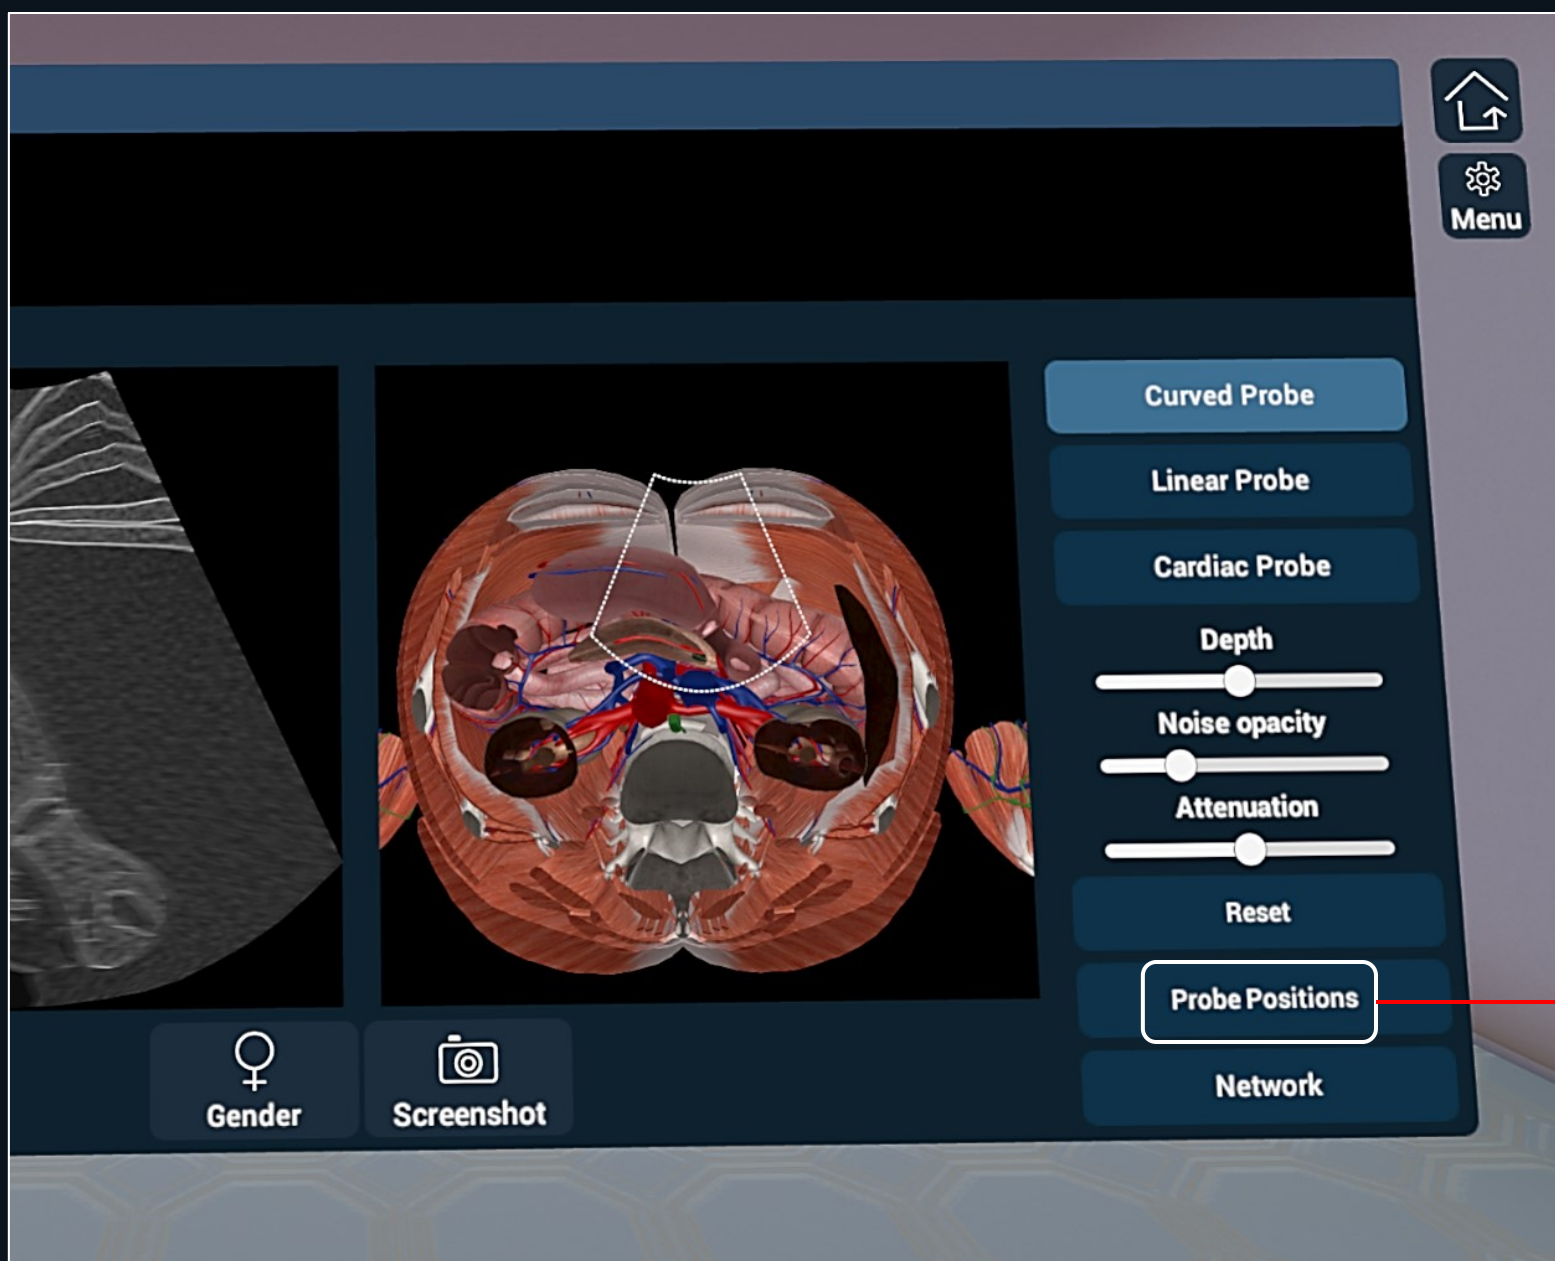 Menu
Curved Probe
Linear Probe
Cardiac Probe
Depth
Noise opacity
Attenuation
Reset
Probe Positions
Network
Gender
Screenshot